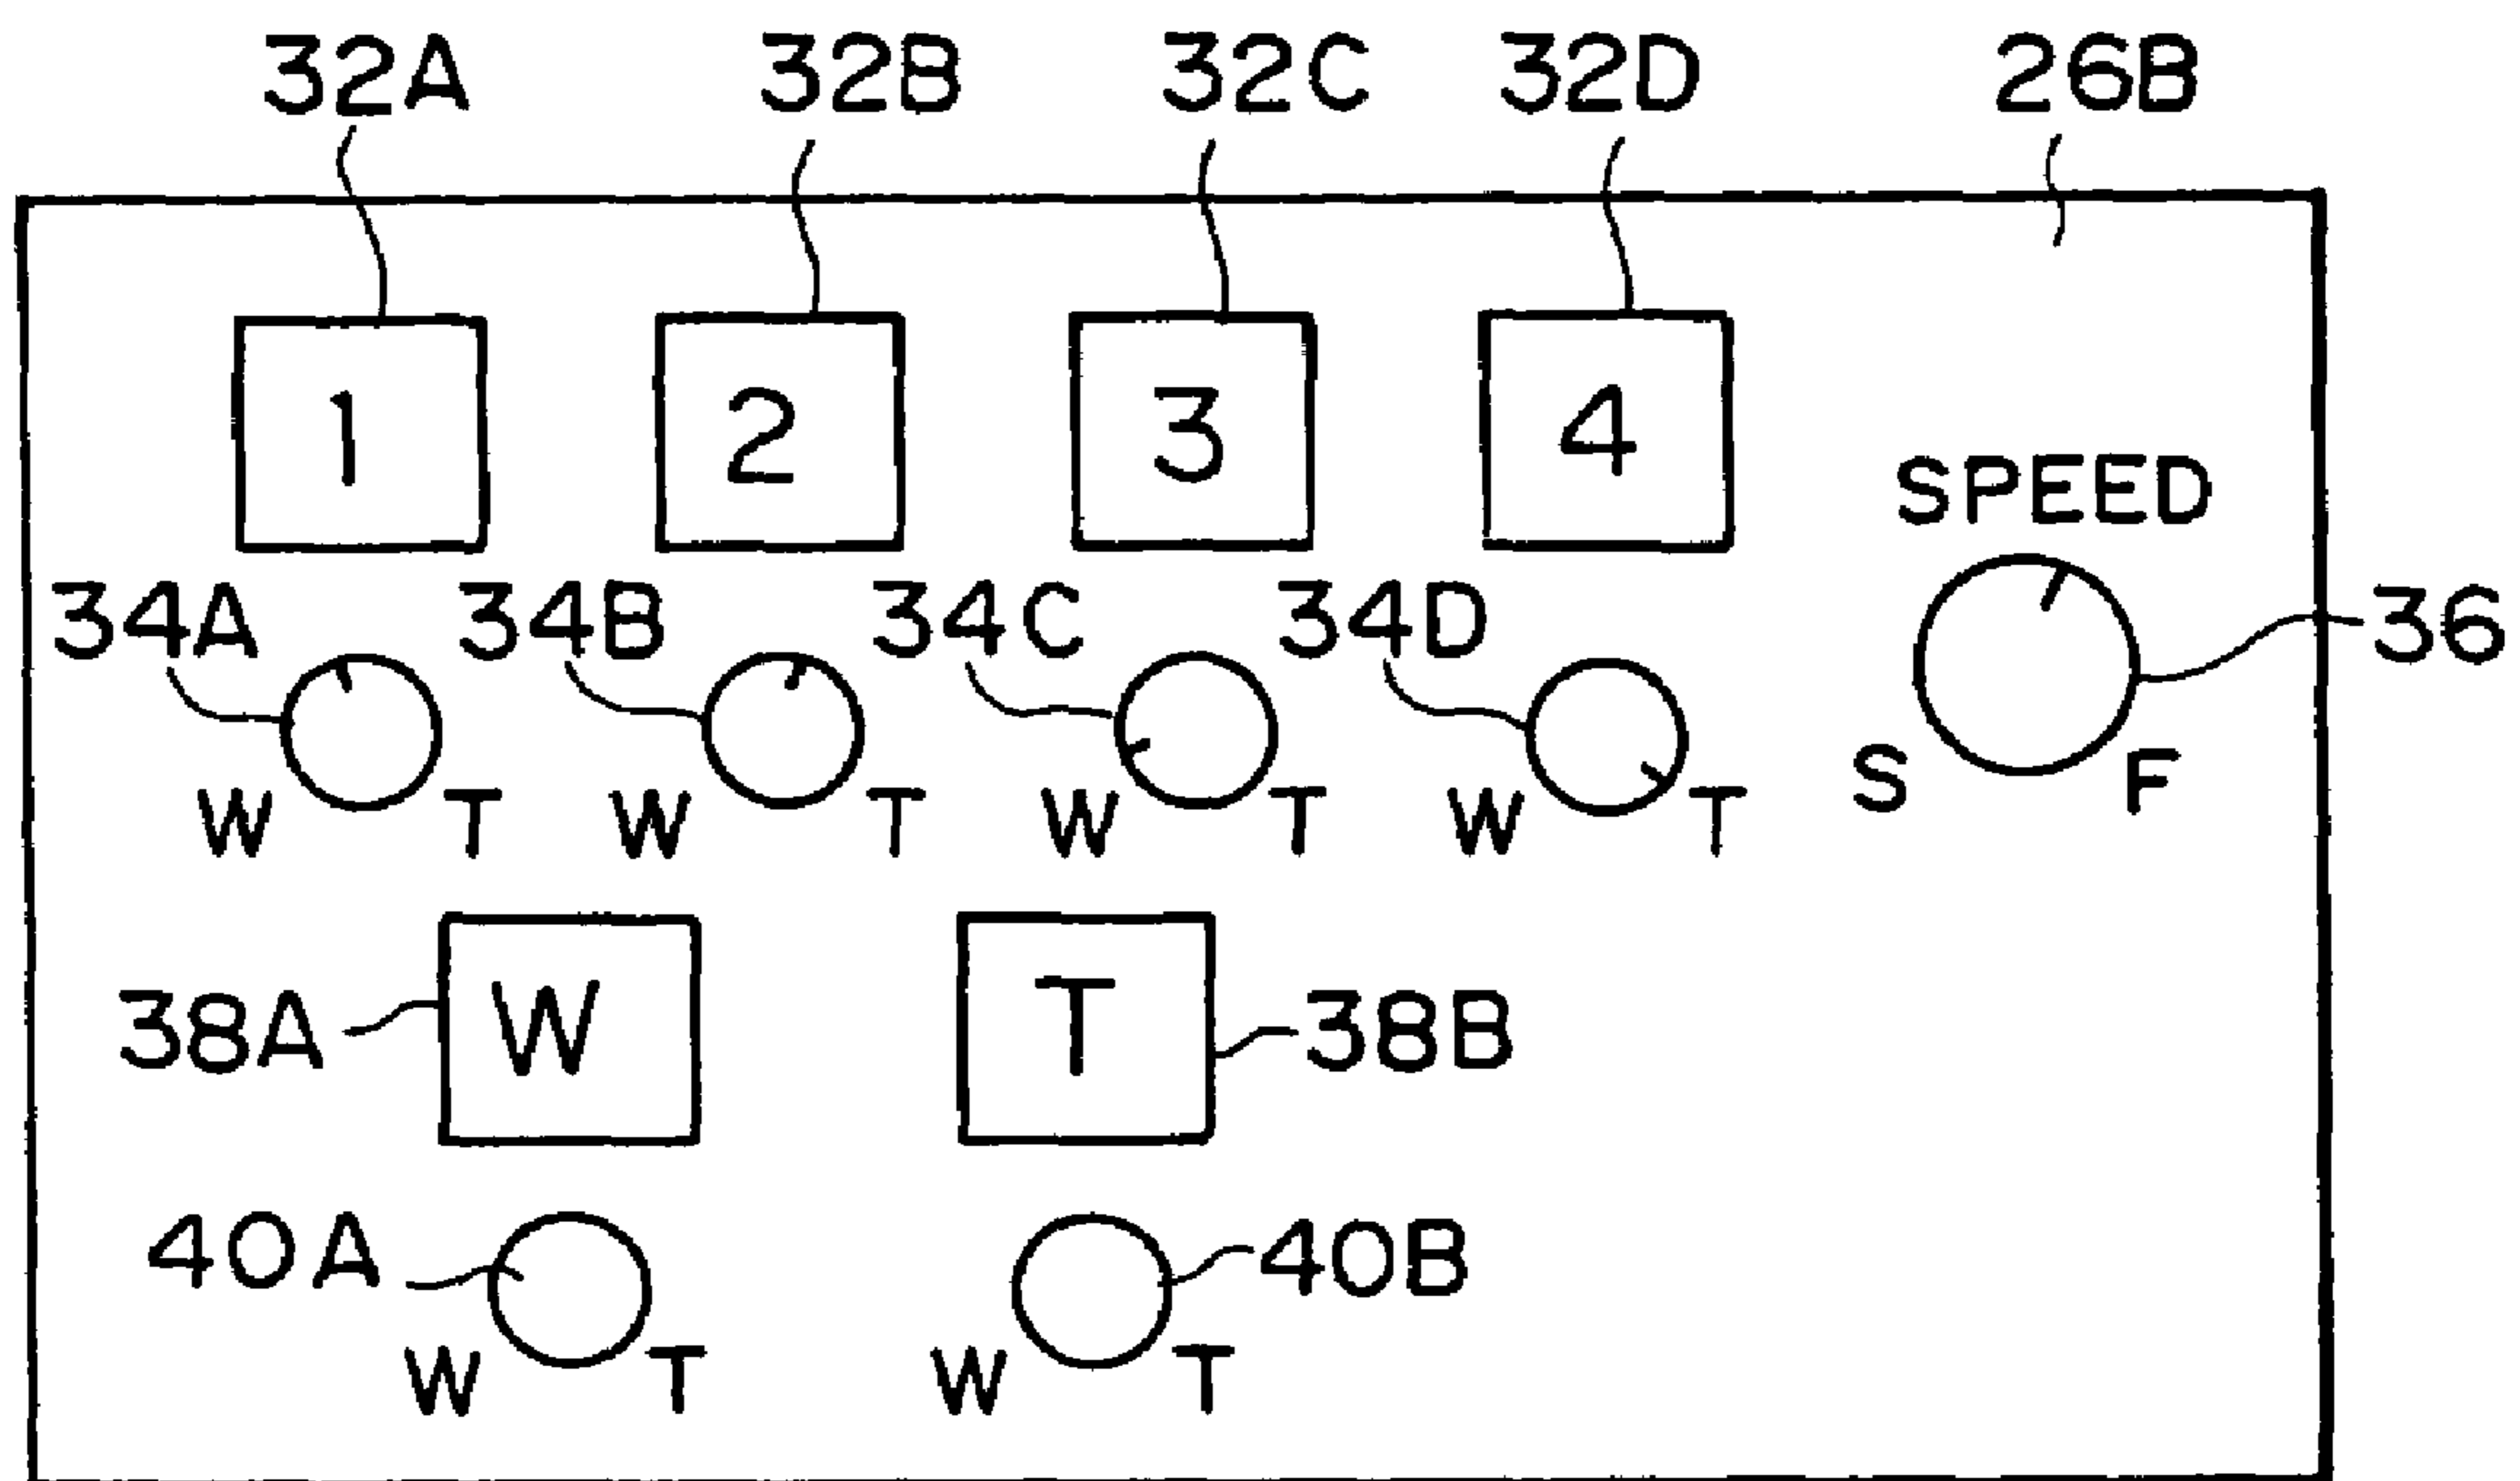 32A 32B 32C 32D 26B
1 2 3 4
SPEED
34A 34B 34C 34D 36
W T W T W T W T S F
38A W T 38B
40A 40B
W T W T